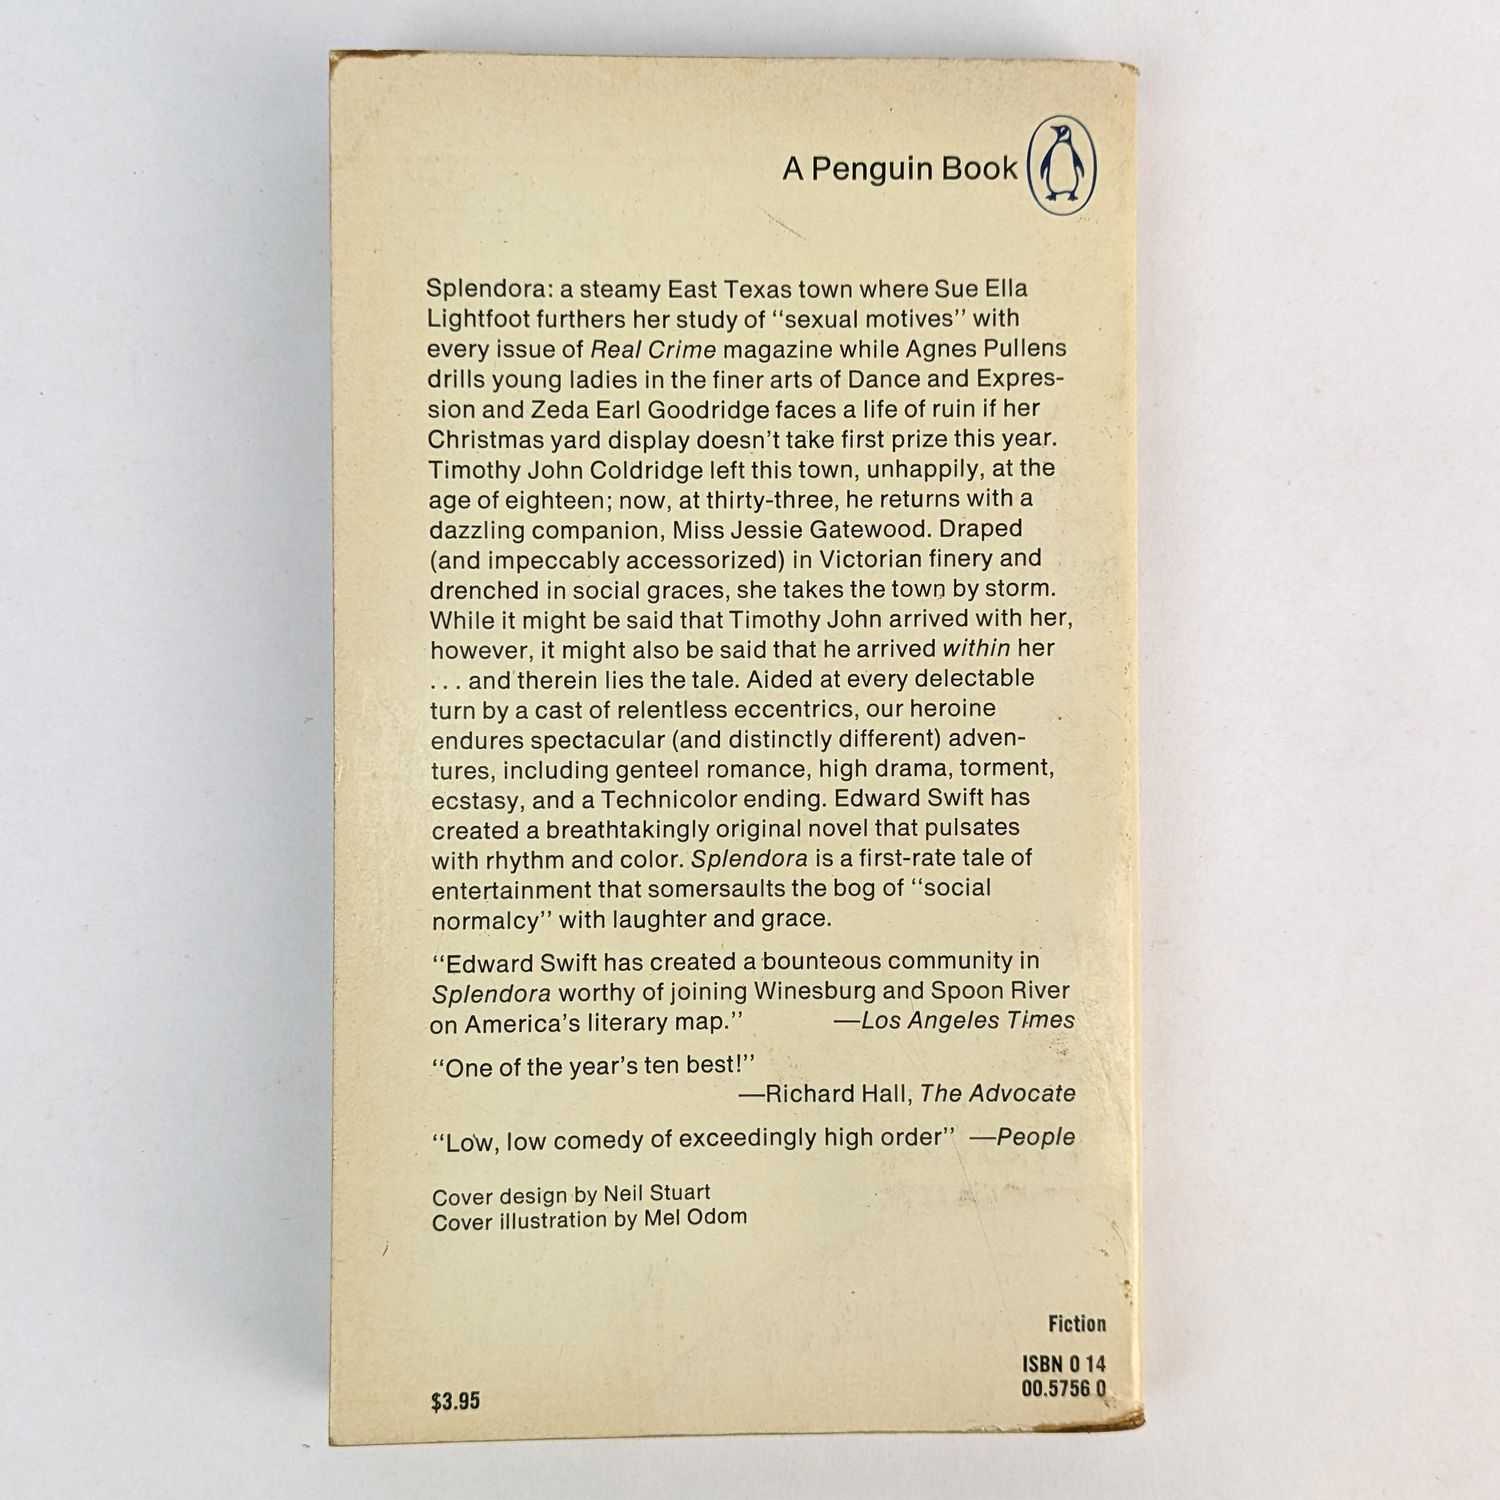 A Penguin Book
Splendora: a steamy East Texas town where Sue Ella
Lightfoot furthers her study of "sexual motives" with
every issue of Real Crime magazine while Agnes Pullens
drills young ladies in the finer arts of Dance and Expres-
sion and Zeda Earl Goodridge faces a life of ruin if her
Christmas yard display doesn't take first prize this year.
Timothy John Coldridge left this town, unhappily, at the
age of eighteen; now, at thirty-three, he returns with a
dazzling companion, Miss Jessie Gatewood. Draped
(and impeccably accessorized) in Victorian finery and
drenched in social graces, she takes the town by storm.
While it might be said that Timothy John arrived with her,
however, it might also be said that he arrived within her
. . . and therein lies the tale. Aided at every delectable
turn by a cast of relentless eccentrics, our heroine
endures spectacular (and distinctly different) adven-
tures, including genteel romance, high drama, torment,
ecstasy, and a Technicolor ending. Edward Swift has
created a breathtakingly original novel that pulsates
with rhythm and color. Splendora is a first-rate tale of
entertainment that somersaults the bog of "social
normalcy" with laughter and grace.
"Edward Swift has created a bounteous community in
Splendora worthy of joining Winesburg and Spoon River
on America's literary map." —Los Angeles Times
"One of the year's ten best!"
—Richard Hall, The Advocate
"Low, low comedy of exceedingly high order" —People
Cover design by Neil Stuart
Cover illustration by Mel Odom
Fiction
ISBN 0 14
00.5756 0
$3.95